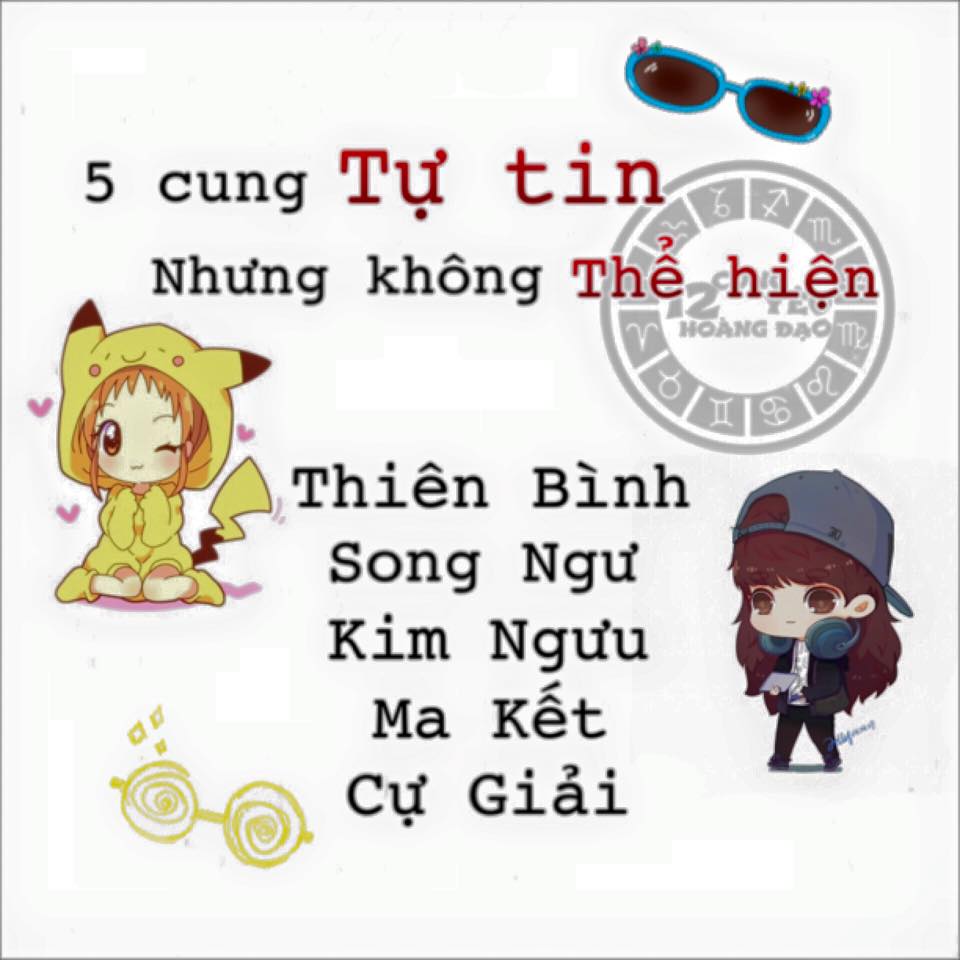 5 cung Tự tin
Nhưng không Thể hiện
12
YÊU
HOÀNG ĐẠO
Thiên Bình
Song Ngư
Kim Ngưu
Ma Kết
Cự Giải